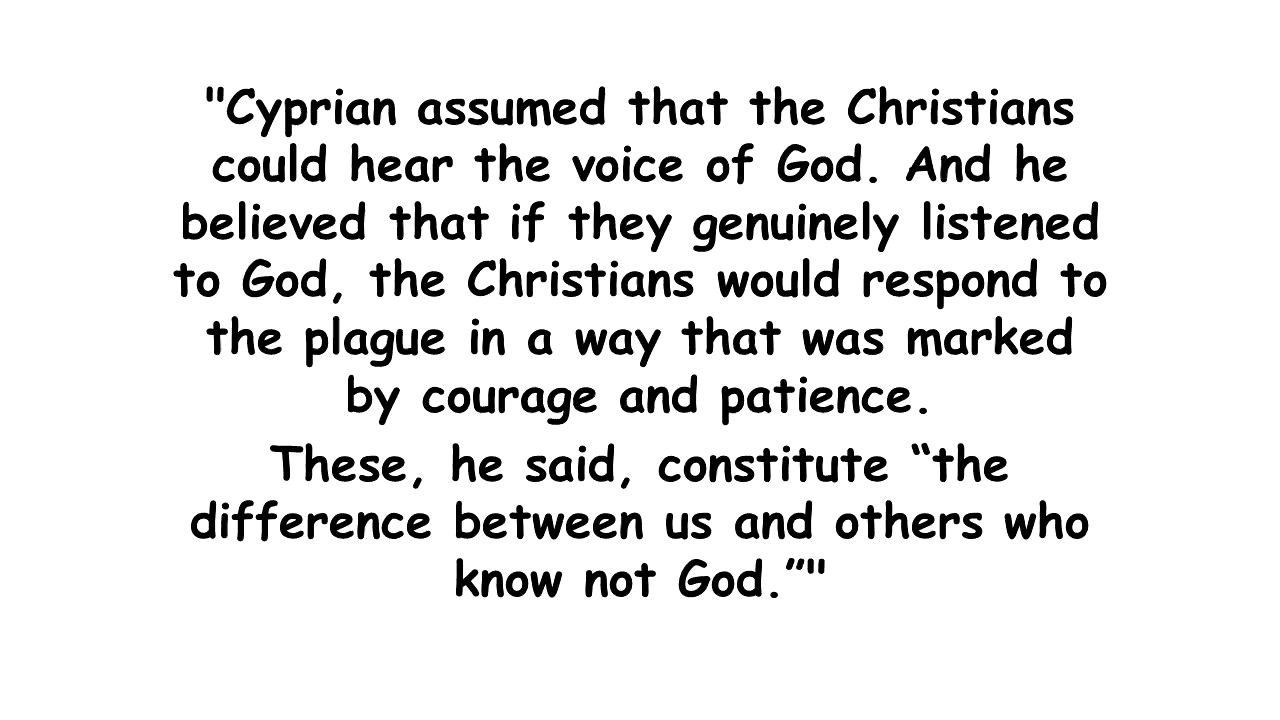 "Cyprian assumed that the Christians
could hear the voice of God. And he
believed that if they genuinely listened
to God, the Christians would respond to
the plague in a way that was marked
by courage and patience.
These, he said, constitute “the
difference between us and others who
know not God.”"